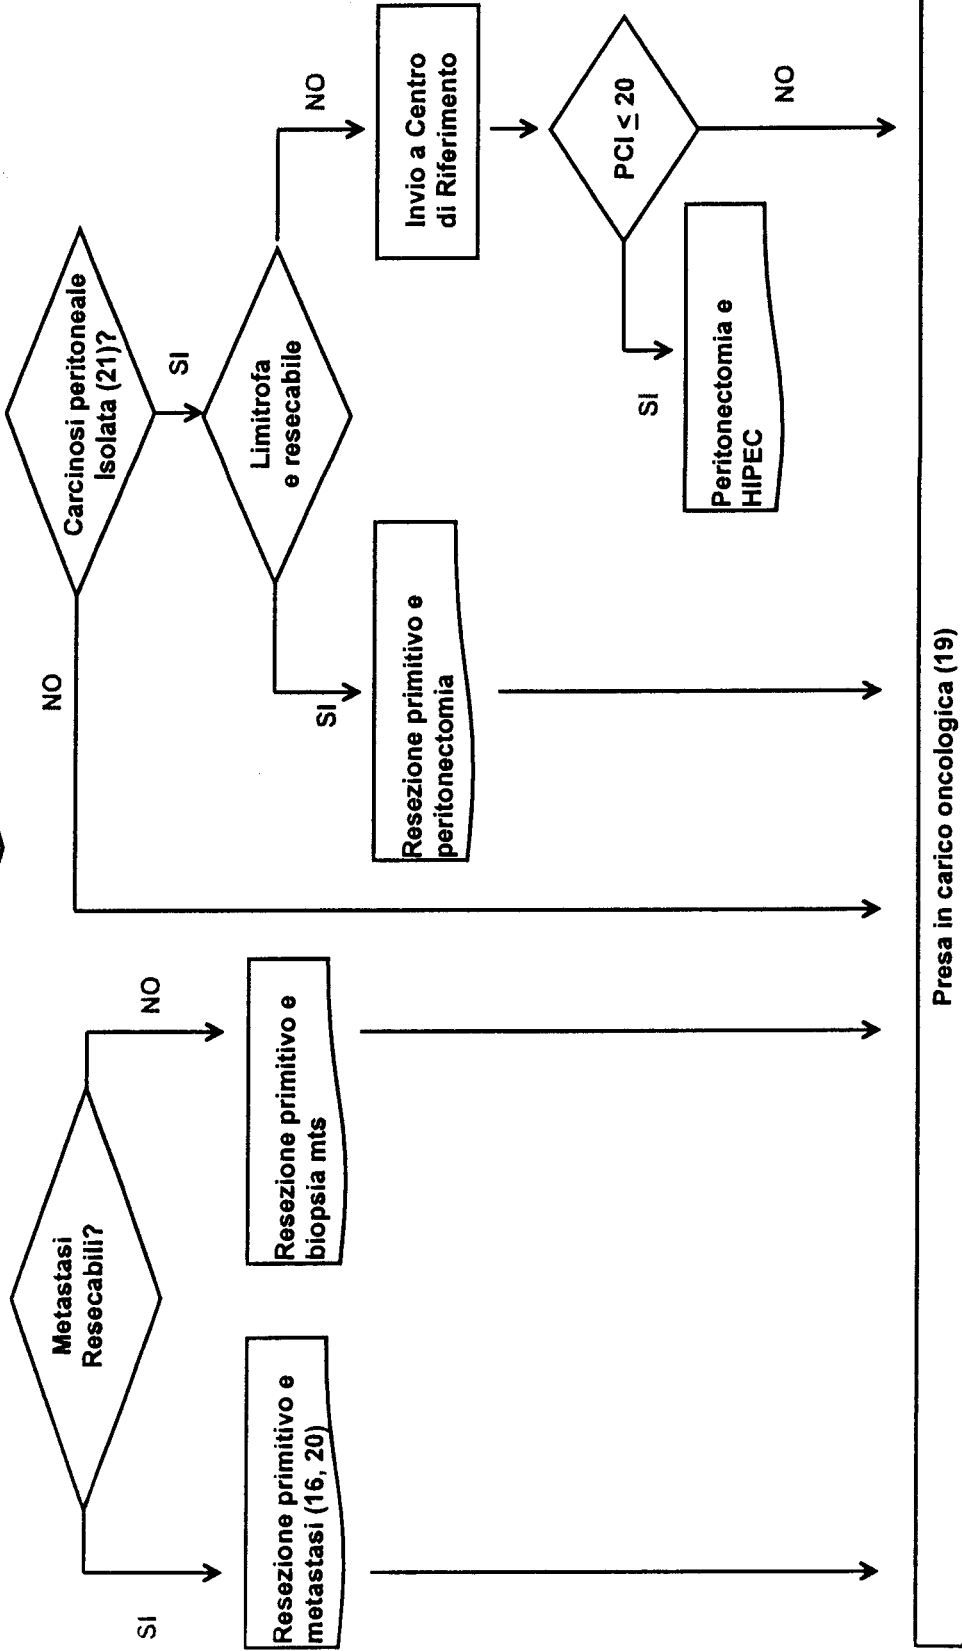 Metastasi
Resecabili?
SI
NO
Resezione primitivo e
metastasi (16, 20)
Resezione primitivo e
biopsia mts
Carcinosi peritoneale
Isolata (21)?
NO
SI
Limitrofa
e resecabile
SI
NO
Resezione primitivo e
peritonectomia
Invio a Centro
di Riferimento
PCI ≤ 20
SI
NO
Peritonectomia e
HIPEC
Presa in carico oncologica (19)